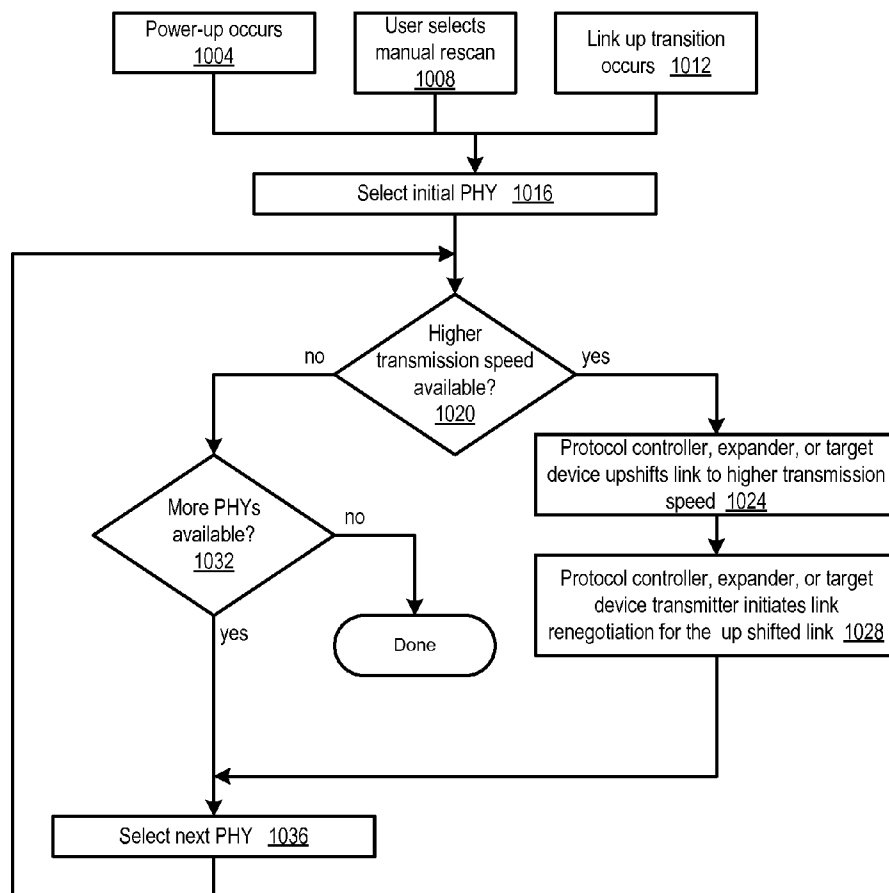 Power-up occurs
1004
User selects
manual rescan
1008
Link up transition
occurs 1012
Select initial PHY 1016
Higher
transmission speed
available?
1020
no
yes
Protocol controller, expander, or target
device upshifts link to higher transmission
speed 1024
More PHYs
available?
1032
no
yes
Done
Protocol controller, expander, or target
device transmitter initiates link
renegotiation for the up shifted link 1028
Select next PHY 1036